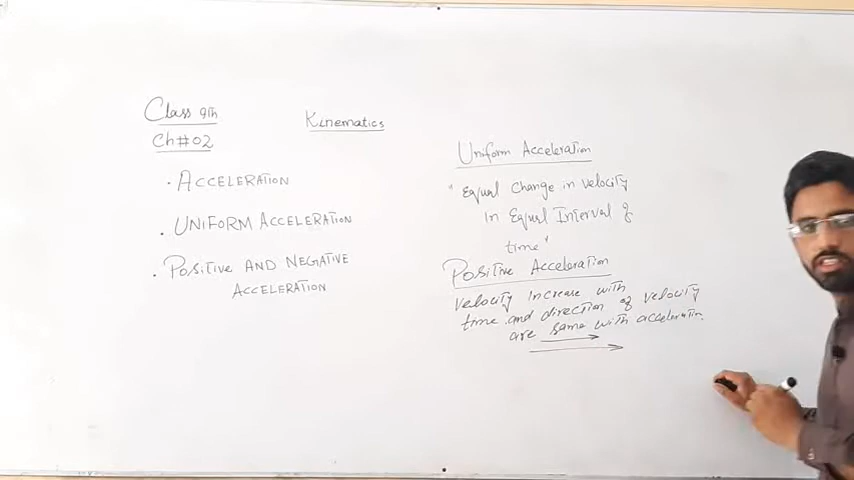 Class 9th
Kinematics
Ch#02
• ACCELERATION
• UNIFORM ACCELERATION
• POSITIVE AND NEGATIVE
ACCELERATION
Uniform Acceleration
" Equal Change in velocity
in Equal Interval of
time"
Positive Acceleration
velocity increase with
time and direction of velocity
are same with acceleration.